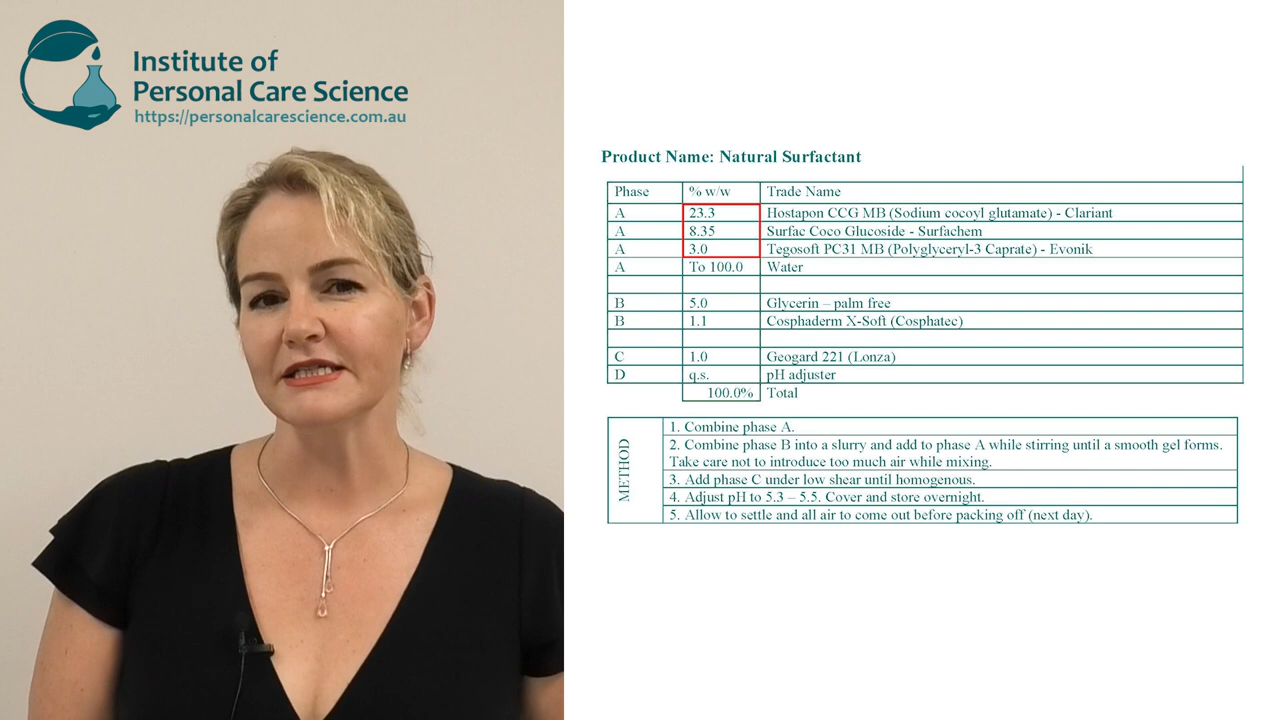 Institute of
Personal Care Science
https://personalcarescience.com.au
Product Name: Natural Surfactant
Phase % w/w Trade Name
A 23.3 Hostapon CCG MB (Sodium cocoyl glutamate) - Clariant
A 8.35 Surfac Coco Glucoside - Surfachem
A 3.0 Tegosoft PC31 MB (Polyglyceryl-3 Caprate) - Evonik
A To 100.0 Water
B 5.0 Glycerin – palm free
B 1.1 Cosphaderm X-Soft (Cosphatec)
C 1.0 Geogard 221 (Lonza)
D q.s. pH adjuster
100.0% Total
METHOD
1. Combine phase A.
2. Combine phase B into a slurry and add to phase A while stirring until a smooth gel forms.
Take care not to introduce too much air while mixing.
3. Add phase C under low shear until homogenous.
4. Adjust pH to 5.3 – 5.5. Cover and store overnight.
5. Allow to settle and all air to come out before packing off (next day).